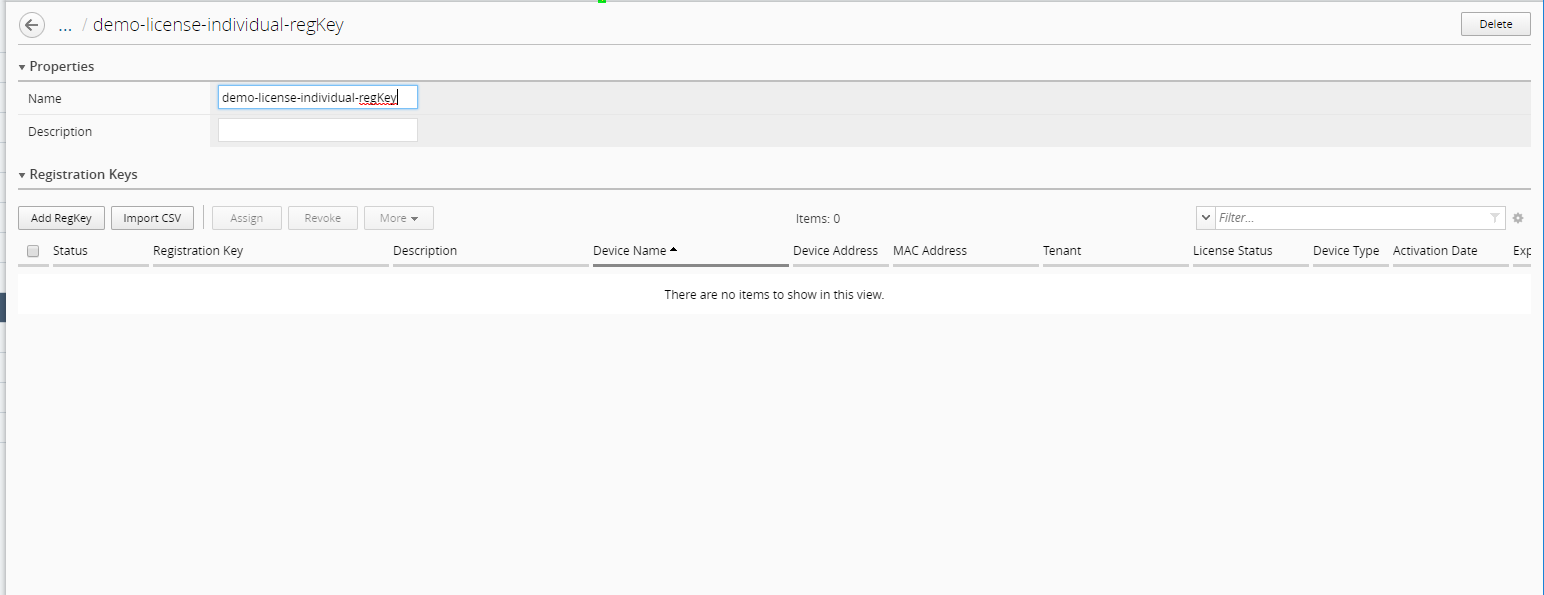 ... / demo-license-individual-regKey Delete
Properties
Name demo-license-individual-regKey
Description
Registration Keys
Add RegKey Import CSV Assign Revoke More Items: 0 Filter...
Status Registration Key Description Device Name Device Address MAC Address Tenant License Status Device Type Activation Date Exp
There are no items to show in this view.